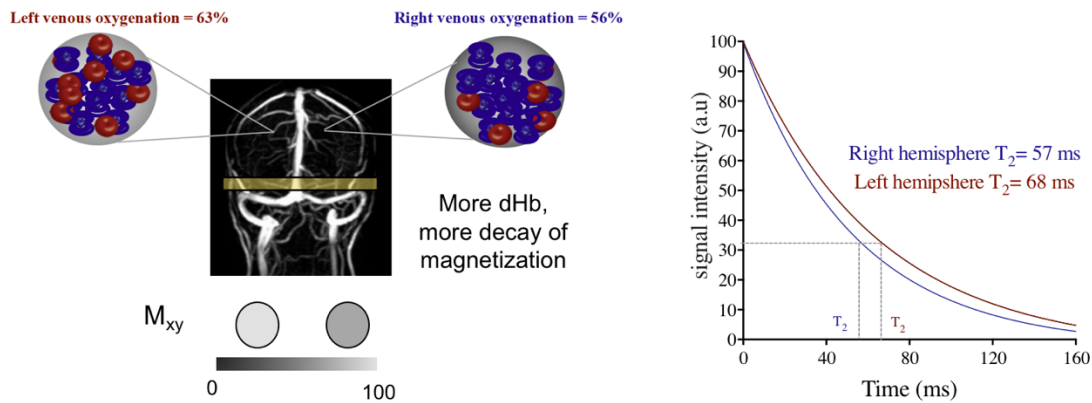 Left venous oxygenation = 63%
Right venous oxygenation = 56%
More dHb,
more decay of
magnetization
Mxy
0
100
signal intensity (a.u)
100
90
80
70
60
50
40
30
20
10
0
Right hemisphere T2= 57 ms
Left hemipshere T2= 68 ms
T2
T2
0
40
80
120
160
Time (ms)